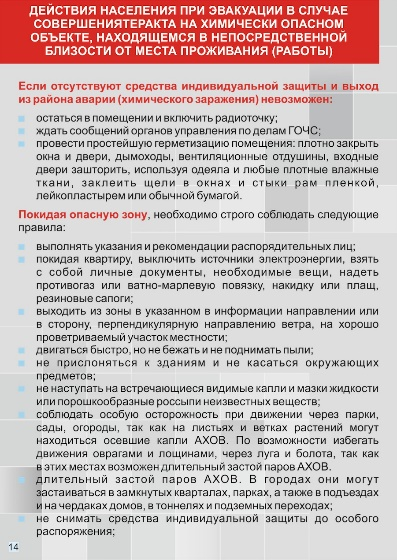 ДЕЙСТВИЯ НАСЕЛЕНИЯ ПРИ ЭВАКУАЦИИ В СЛУЧАЕ
СОВЕРШЕНИЯТЕРАКТА НА ХИМИЧЕСКИ ОПАСНОМ
ОБЪЕКТЕ, НАХОДЯЩЕМСЯ В НЕПОСРЕДСТВЕННОЙ
БЛИЗОСТИ ОТ МЕСТА ПРОЖИВАНИЯ (РАБОТЫ)
Если отсутствуют средства индивидуальной защиты и выход
из района аварии (химического заражения) невозможен:
остаться в помещении и включить радиоточку;
ждать сообщений органов управления по делам ГОЧС;
провести простейшую герметизацию помещения: плотно закрыть
окна и двери, дымоходы, вентиляционные отдушины, входные
двери зашторить, используя одеяла и любые плотные влажные
ткани, заклеить щели в окнах и стыки рам пленкой,
лейкопластырем или обычной бумагой.
Покидая опасную зону, необходимо строго соблюдать следующие
правила:
выполнять указания и рекомендации распорядительных лиц;
покидая квартиру, выключить источники электроэнергии, взять
с собой личные документы, необходимые вещи, надеть
противогаз или ватно-марлевую повязку, накидку или плащ,
резиновые сапоги;
выходить из зоны в указанном в информации направлении или
в сторону, перпендикулярную направлению ветра, на хорошо
проветриваемый участок местности;
двигаться быстро, но не бежать и не поднимать пыли;
не прислоняться к зданиям и не касаться окружающих
предметов;
не наступать на встречающиеся видимые капли и мазки жидкости
или порошкообразные россыпи неизвестных веществ;
соблюдать особую осторожность при движении через парки,
сады, огороды, так как на листьях и ветках растений могут
находиться осевшие капли АХОВ. По возможности избегать
движения оврагами и лощинами, через луга и болота, так как
в этих местах возможен длительный застой паров АХОВ.
длительный застой паров АХОВ. В городах они могут
застаиваться в замкнутых кварталах, парках, а также в подъездах
и на чердаках домов, в тоннелях и подземных переходах;
не снимать средства индивидуальной защиты до особого
распоряжения;
14